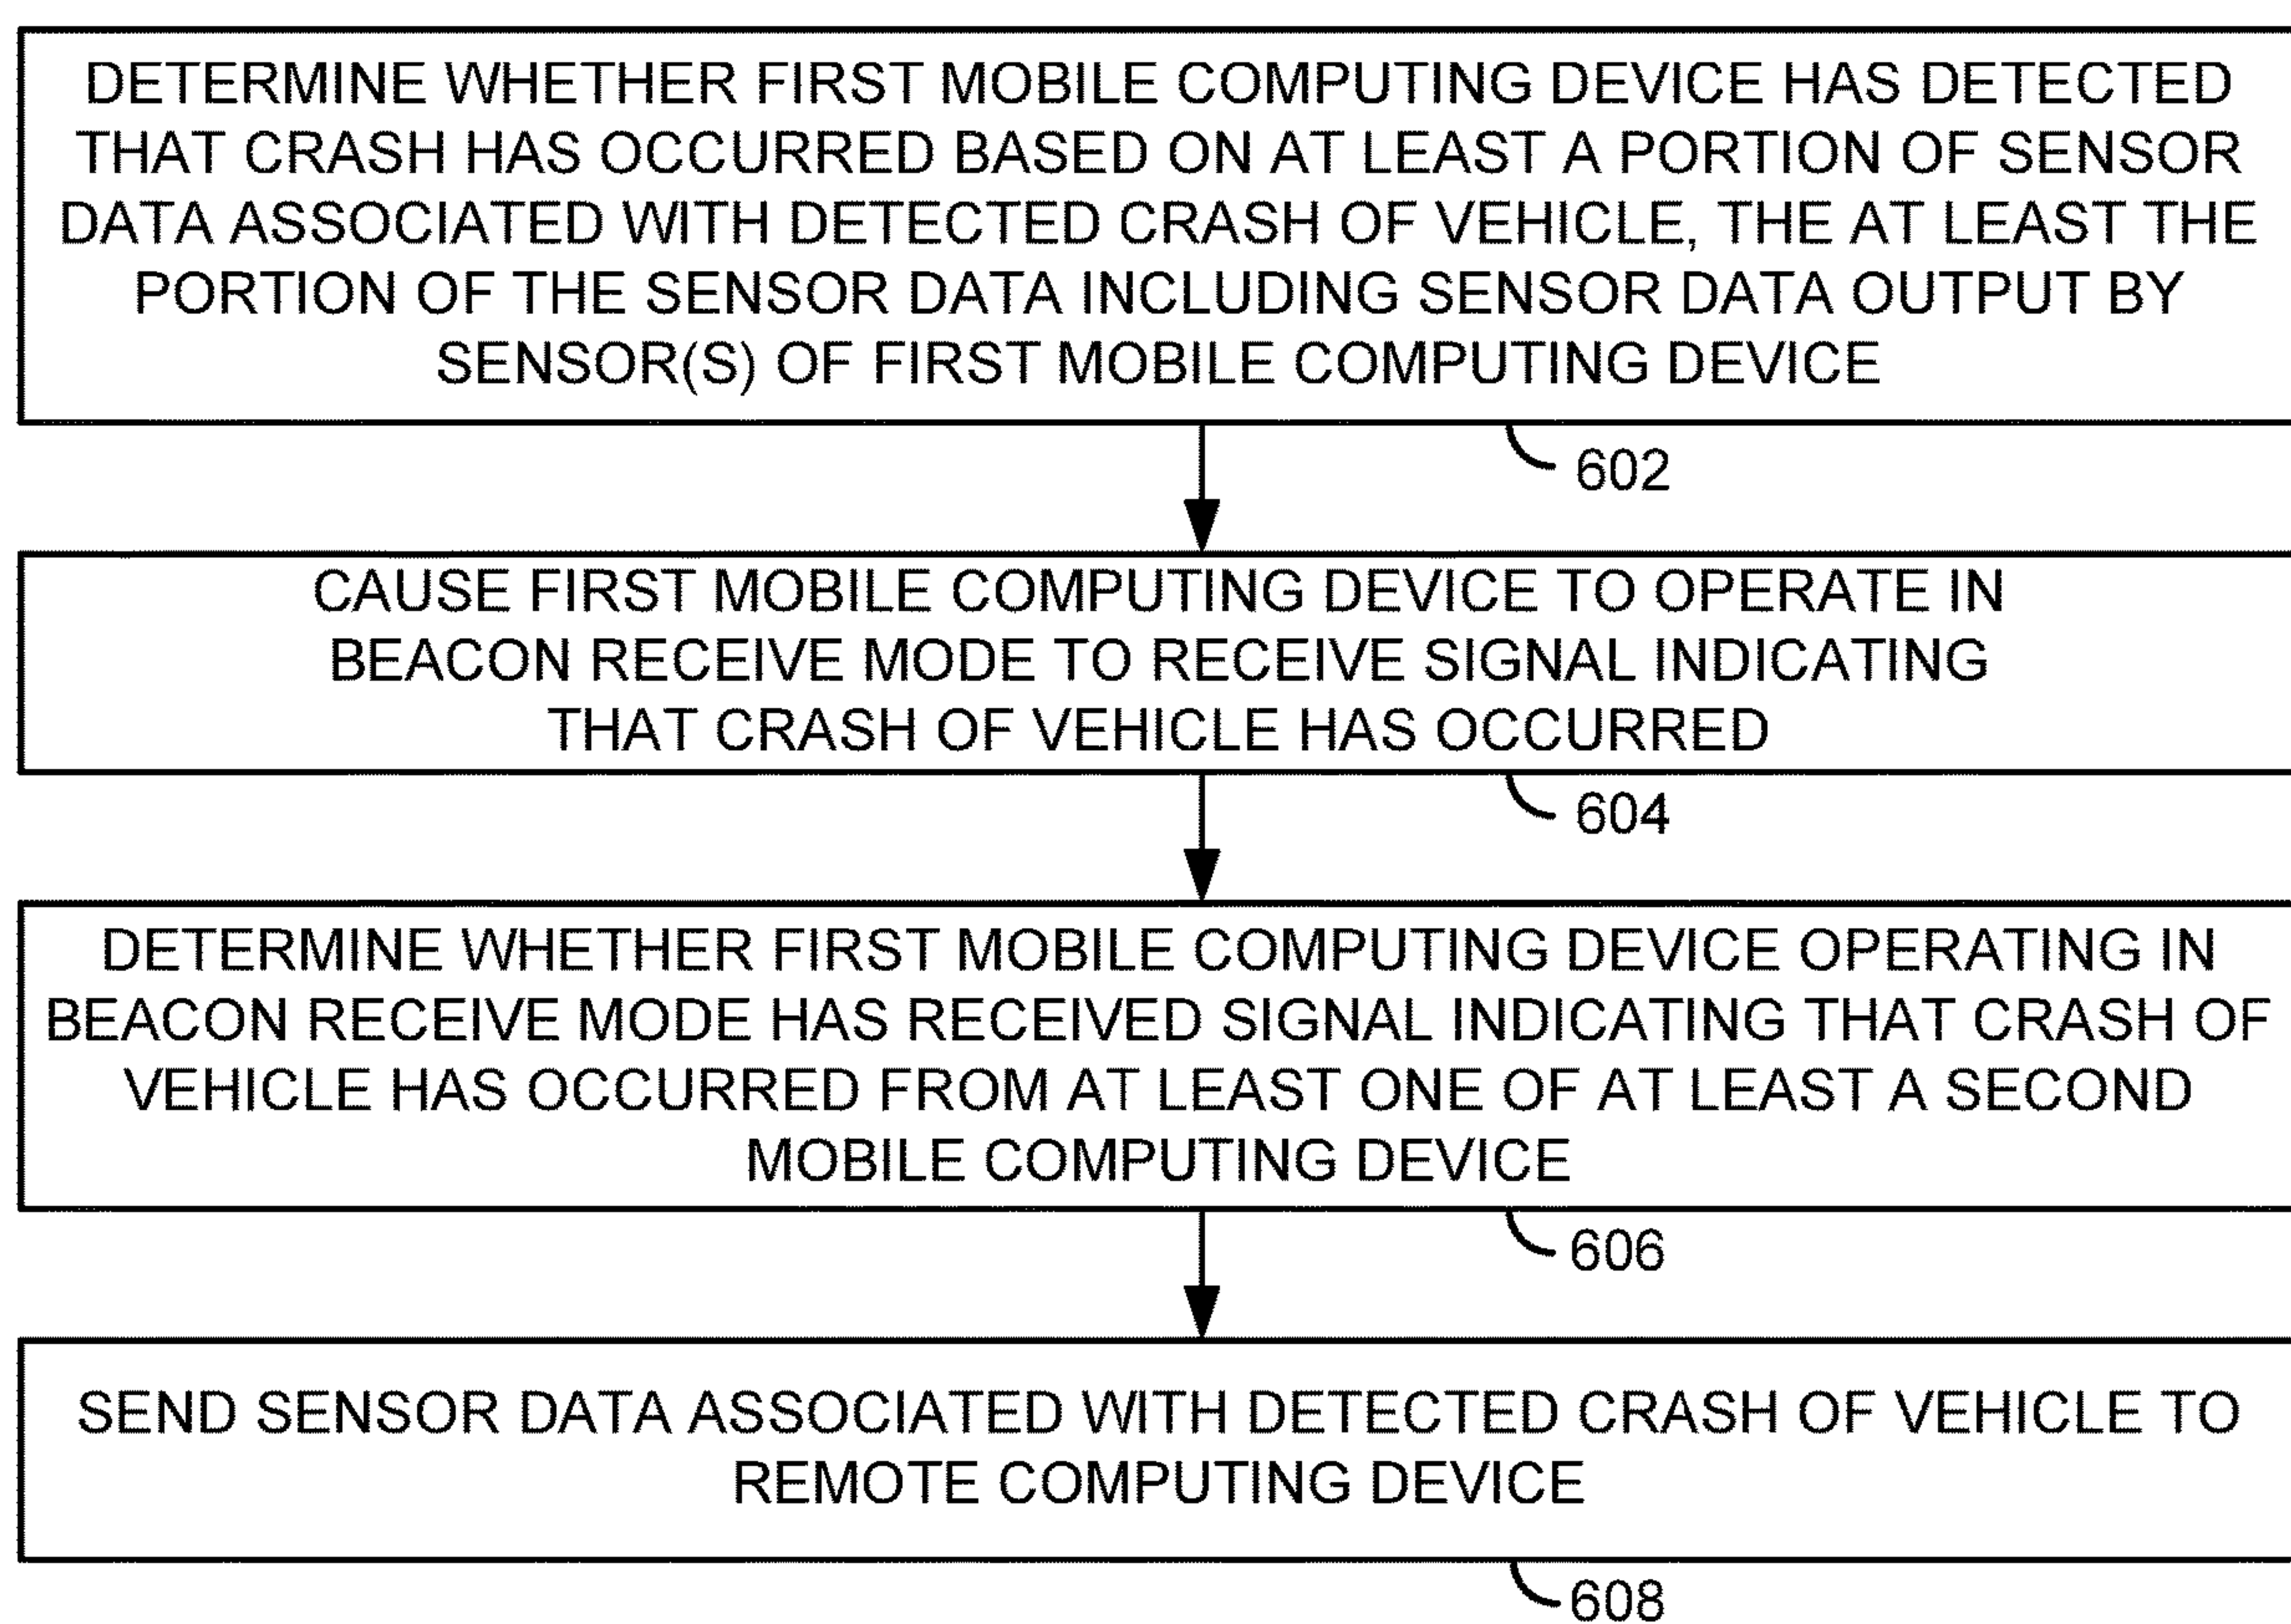 DETERMINE WHETHER FIRST MOBILE COMPUTING DEVICE HAS DETECTED
THAT CRASH HAS OCCURRED BASED ON AT LEAST A PORTION OF SENSOR
DATA ASSOCIATED WITH DETECTED CRASH OF VEHICLE, THE AT LEAST THE
PORTION OF THE SENSOR DATA INCLUDING SENSOR DATA OUTPUT BY
SENSOR(S) OF FIRST MOBILE COMPUTING DEVICE
602
CAUSE FIRST MOBILE COMPUTING DEVICE TO OPERATE IN
BEACON RECEIVE MODE TO RECEIVE SIGNAL INDICATING
THAT CRASH OF VEHICLE HAS OCCURRED
604
DETERMINE WHETHER FIRST MOBILE COMPUTING DEVICE OPERATING IN
BEACON RECEIVE MODE HAS RECEIVED SIGNAL INDICATING THAT CRASH OF
VEHICLE HAS OCCURRED FROM AT LEAST ONE OF AT LEAST A SECOND
MOBILE COMPUTING DEVICE
606
SEND SENSOR DATA ASSOCIATED WITH DETECTED CRASH OF VEHICLE TO
REMOTE COMPUTING DEVICE
608